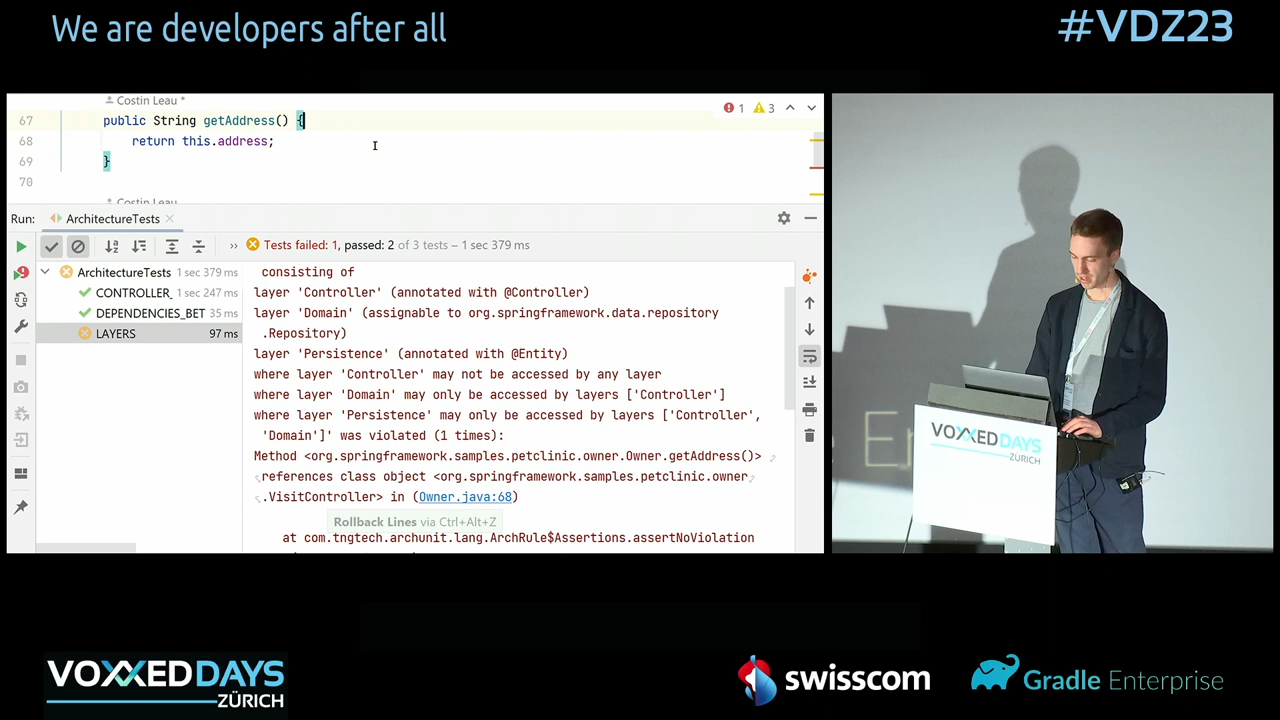 We are developers after all
#VDZ23
Costin Leau *
1 3
67 public String getAddress() {
68 return this.address;
69 }
70
Costin Leau
Run: ArchitectureTests
Tests failed: 1, passed: 2 of 3 tests – 1 sec 379 ms
ArchitectureTests 1 sec 379 ms
CONTROLLER_ 1 sec 247 ms
DEPENDENCIES_BET 35 ms
LAYERS 97 ms
consisting of
layer 'Controller' (annotated with @Controller)
layer 'Domain' (assignable to org.springframework.data.repository
.Repository)
layer 'Persistence' (annotated with @Entity)
where layer 'Controller' may not be accessed by any layer
where layer 'Domain' may only be accessed by layers ['Controller']
where layer 'Persistence' may only be accessed by layers ['Controller',
'Domain']' was violated (1 times):
Method <org.springframework.samples.petclinic.owner.Owner.getAddress()>
references class object <org.springframework.samples.petclinic.owner
.VisitController> in (Owner.java:68)
Rollback Lines via Ctrl+Alt+Z
at com.tngtech.archunit.lang.ArchRule$Assertions.assertNoViolation
VOXXED DAYS
ZÜRICH
VOXXED DAYS
ZÜRICH
swisscom
Gradle Enterprise